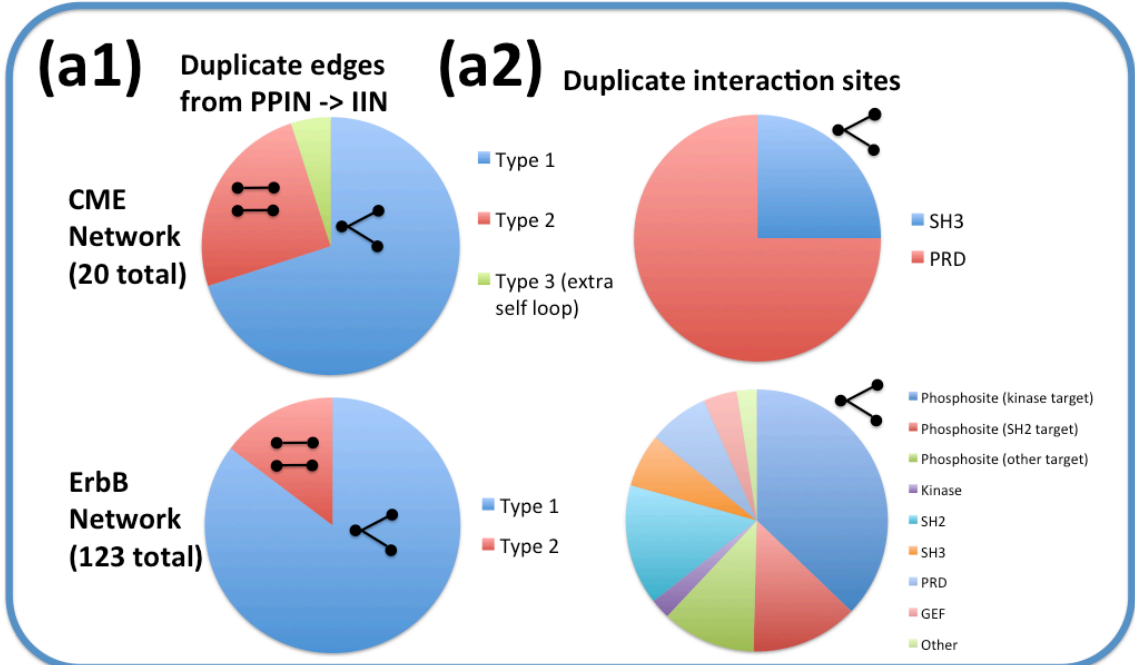 (a1)
Duplicate edges
from PPIN -> IIN
(a2)
Duplicate interaction sites
CME
Network
(20 total)
Type 1
Type 2
Type 3 (extra
self loop)
SH3
PRD
ErbB
Network
(123 total)
Type 1
Type 2
Phosphosite (kinase target)
Phosphosite (SH2 target)
Phosphosite (other target)
Kinase
SH2
SH3
PRD
GEF
Other